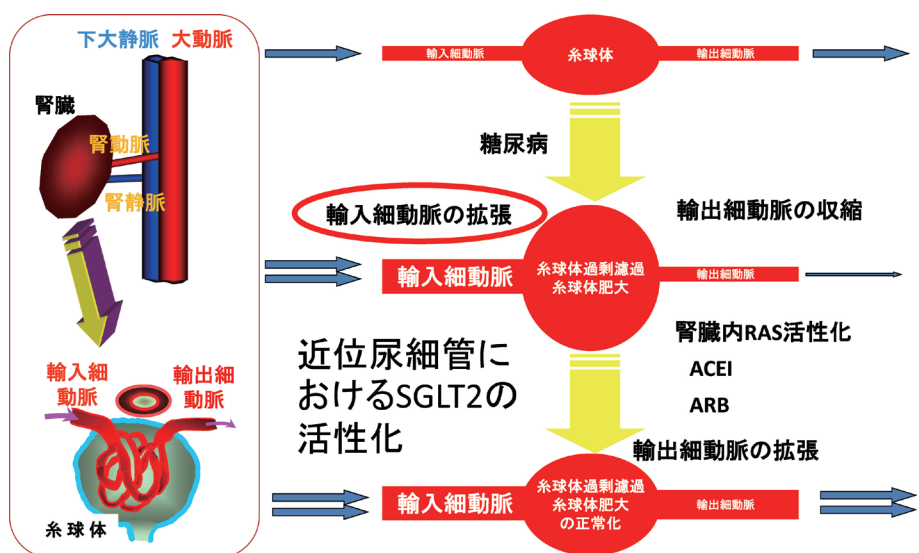 下大静脈 大動脈
腎臓
腎動脈
腎静脈
輸入細
動脈
輸出細
動脈
糸球体
輸入細動脈
糸球体
輸出細動脈
糖尿病
輸入細動脈の拡張
輸出細動脈の収縮
輸入細動脈
糸球体過剰濾過
糸球体肥大
輸出細動脈
近位尿細管に
おけるSGLT2の
活性化
腎臓内RAS活性化
ACEI
ARB
輸出細動脈の拡張
輸入細動脈
糸球体過剰濾過
糸球体肥大
の正常化
輸出細動脈